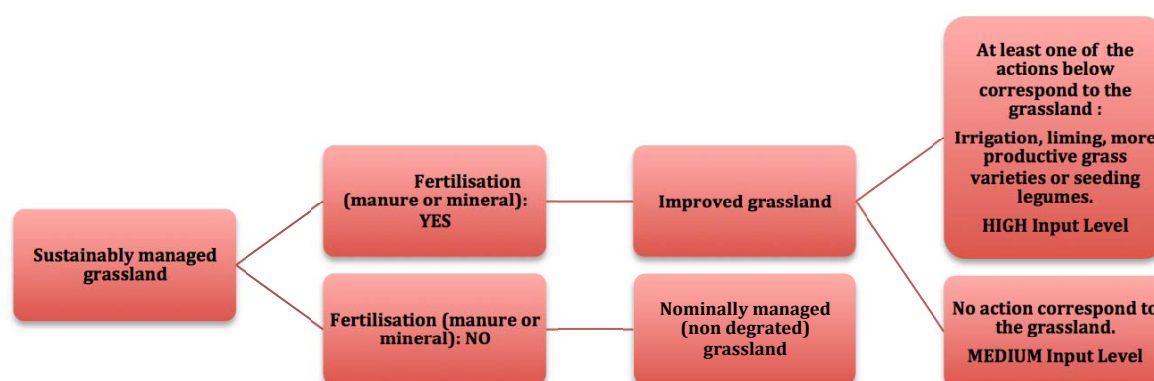 Sustainably managed
grassland
Fertilisation
(manure or mineral):
YES
Fertilisation (manure or
mineral): NO
Improved grassland
Nominally managed
(non degrated)
grassland
At least one of the
actions below
correspond to the
grassland :
Irrigation, liming, more
productive grass
varieties or seeding
legumes.
HIGH Input Level
No action correspond to
the grassland.
MEDIUM Input Level